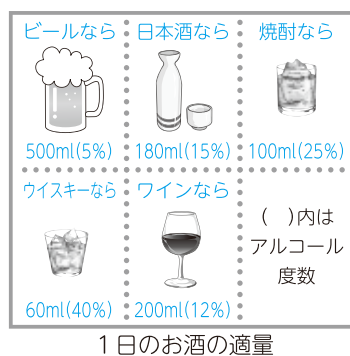 ビールなら
500ml(5%)
日本酒なら
180ml(15%)
焼酎なら
100ml(25%)
ウイスキーなら
60ml(40%)
ワインなら
200ml(12%)
(　)内は
アルコール
度数
1日のお酒の適量